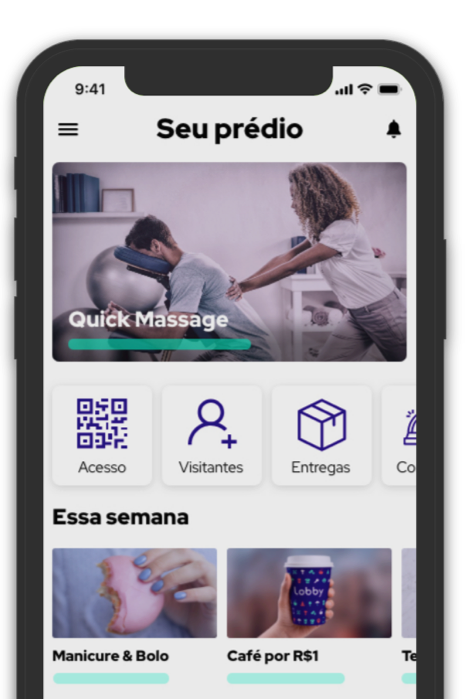 9:41
Seu prédio
Quick Massage
Acesso
Visitantes
Entregas
Co
Essa semana
Lobby
Manicure & Bolo
Café por R$1
Te